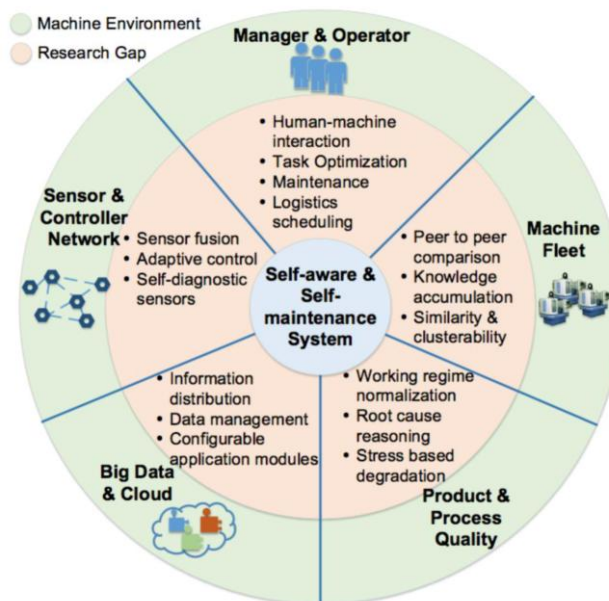 Machine Environment
Research Gap
Manager & Operator
• Human-machine
interaction
• Task Optimization
• Maintenance
• Logistics
scheduling
Sensor &
Controller
Network
• Sensor fusion
• Adaptive control
• Self-diagnostic
sensors
Self-aware &
Self-
maintenance
System
• Peer to peer
comparison
• Knowledge
accumulation
• Similarity &
clusterability
Machine
Fleet
• Information
distribution
• Data management
• Configurable
application modules
Big Data
& Cloud
• Working regime
normalization
• Root cause
reasoning
• Stress based
degradation
Product &
Process
Quality